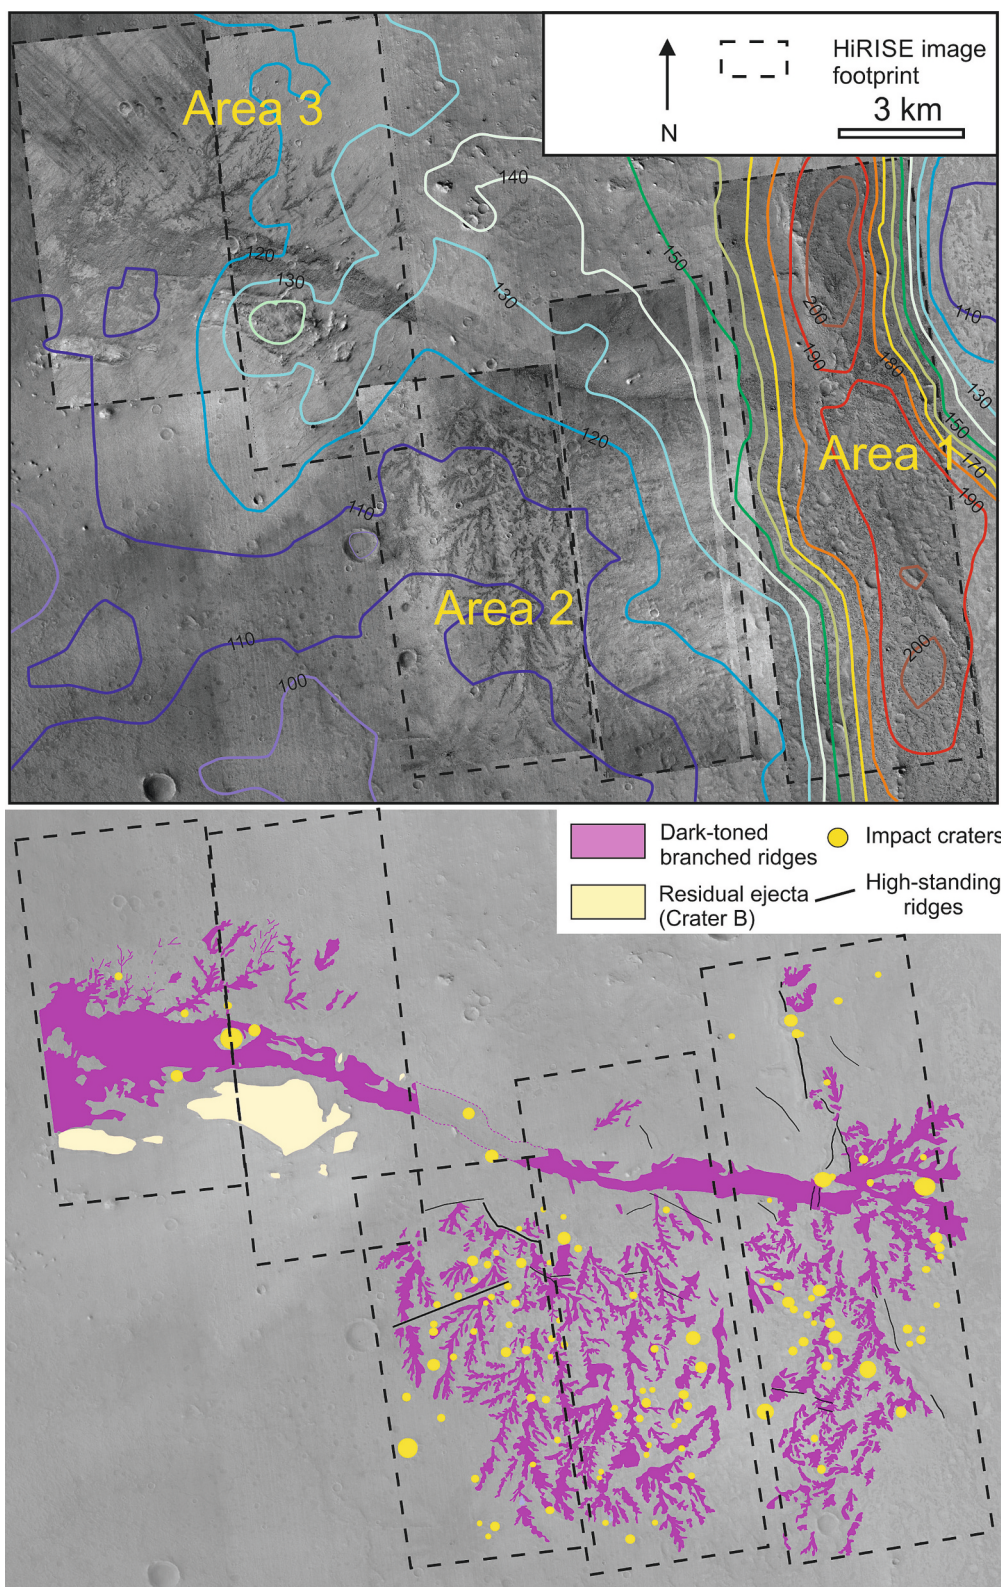 HiRISE image
footprint
3 km
N
Area 3
140
120
130
150
130
200
110
190
180
130
120
150
Area 1
170
190
110
Area 2
110
200
100
Dark-toned
branched ridges
Impact craters
Residual ejecta
(Crater B)
High-standing
ridges